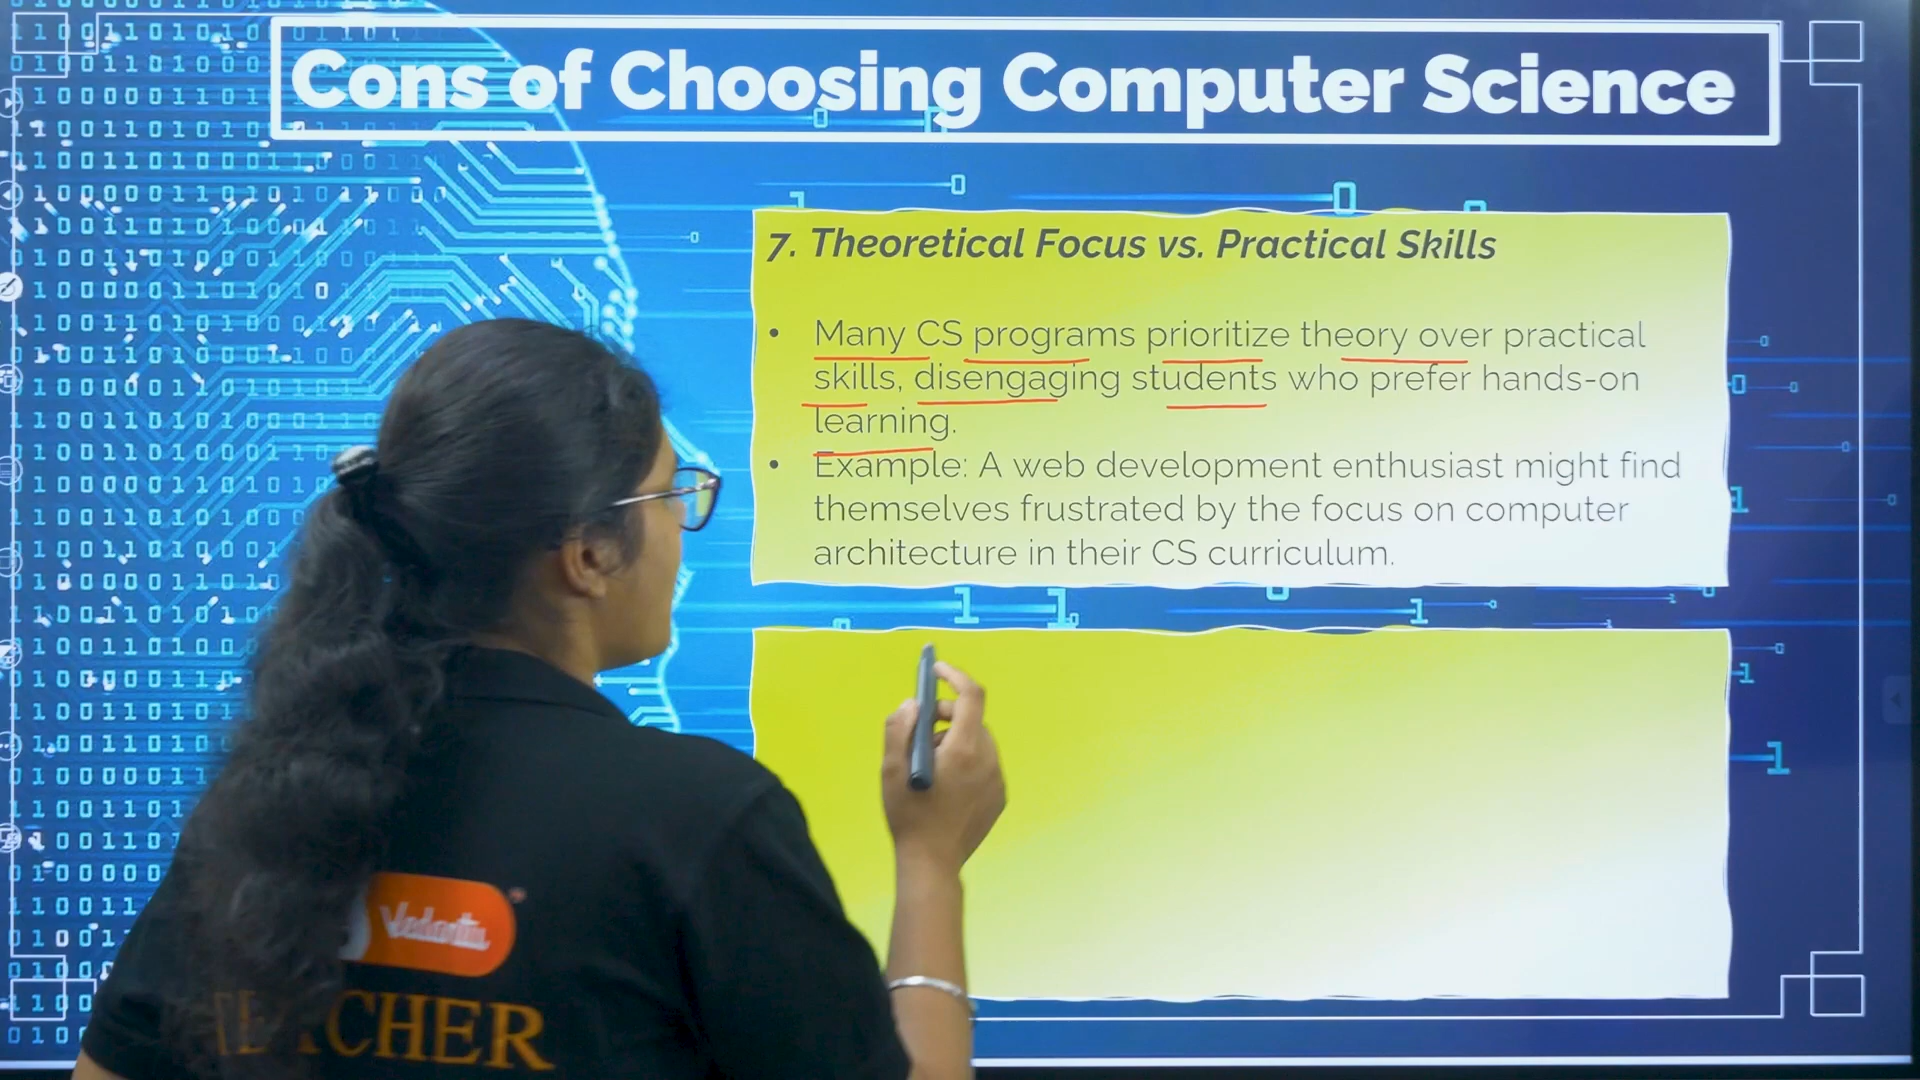 Cons of Choosing Computer Science
7. Theoretical Focus vs. Practical Skills
• Many CS programs prioritize theory over practical
skills, disengaging students who prefer hands-on
learning.
• Example: A web development enthusiast might find
themselves frustrated by the focus on computer
architecture in their CS curriculum.
Vedantu
TEACHER